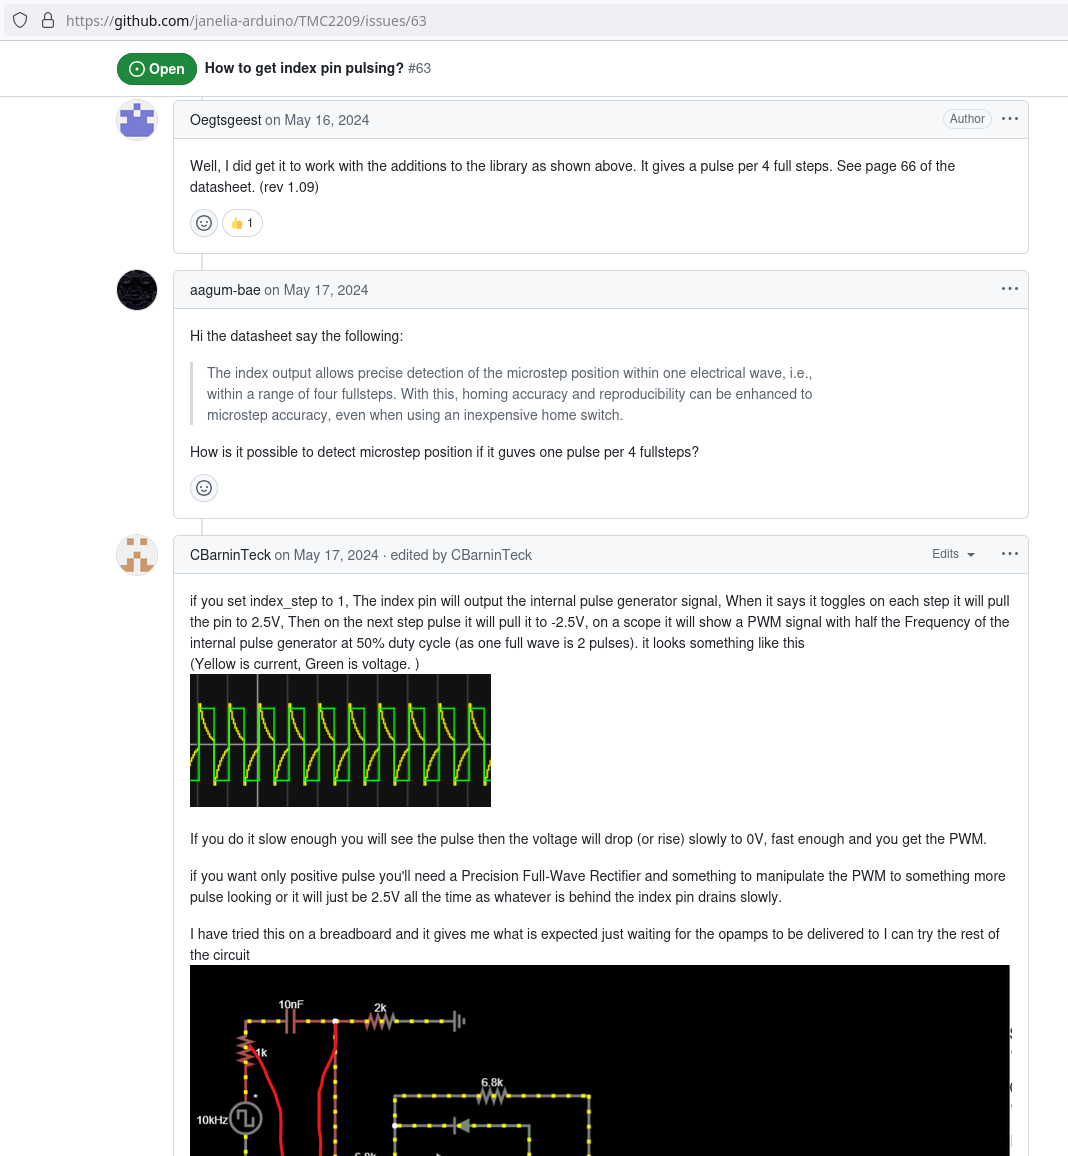 https://github.com/janelia-arduino/TMC2209/issues/63
Open How to get index pin pulsing? #63
Oegtsgeest on May 16, 2024 Author
Well, I did get it to work with the additions to the library as shown above. It gives a pulse per 4 full steps. See page 66 of the
datasheet. (rev 1.09)
👍 1
aagum-bae on May 17, 2024
Hi the datasheet say the following:
The index output allows precise detection of the microstep position within one electrical wave, i.e.,
within a range of four fullsteps. With this, homing accuracy and reproducibility can be enhanced to
microstep accuracy, even when using an inexpensive home switch.
How is it possible to detect microstep position if it guves one pulse per 4 fullsteps?
CBarninTeck on May 17, 2024 · edited by CBarninTeck Edits
if you set index_step to 1, The index pin will output the internal pulse generator signal, When it says it toggles on each step it will pull
the pin to 2.5V, Then on the next step pulse it will pull it to -2.5V, on a scope it will show a PWM signal with half the Frequency of the
internal pulse generator at 50% duty cycle (as one full wave is 2 pulses). it looks something like this
(Yellow is current, Green is voltage. )
If you do it slow enough you will see the pulse then the voltage will drop (or rise) slowly to 0V, fast enough and you get the PWM.
if you want only positive pulse you'll need a Precision Full-Wave Rectifier and something to manipulate the PWM to something more
pulse looking or it will just be 2.5V all the time as whatever is behind the index pin drains slowly.
I have tried this on a breadboard and it gives me what is expected just waiting for the opamps to be delivered to I can try the rest of
the circuit
10nF
2k
1k
6.8k
10kHz